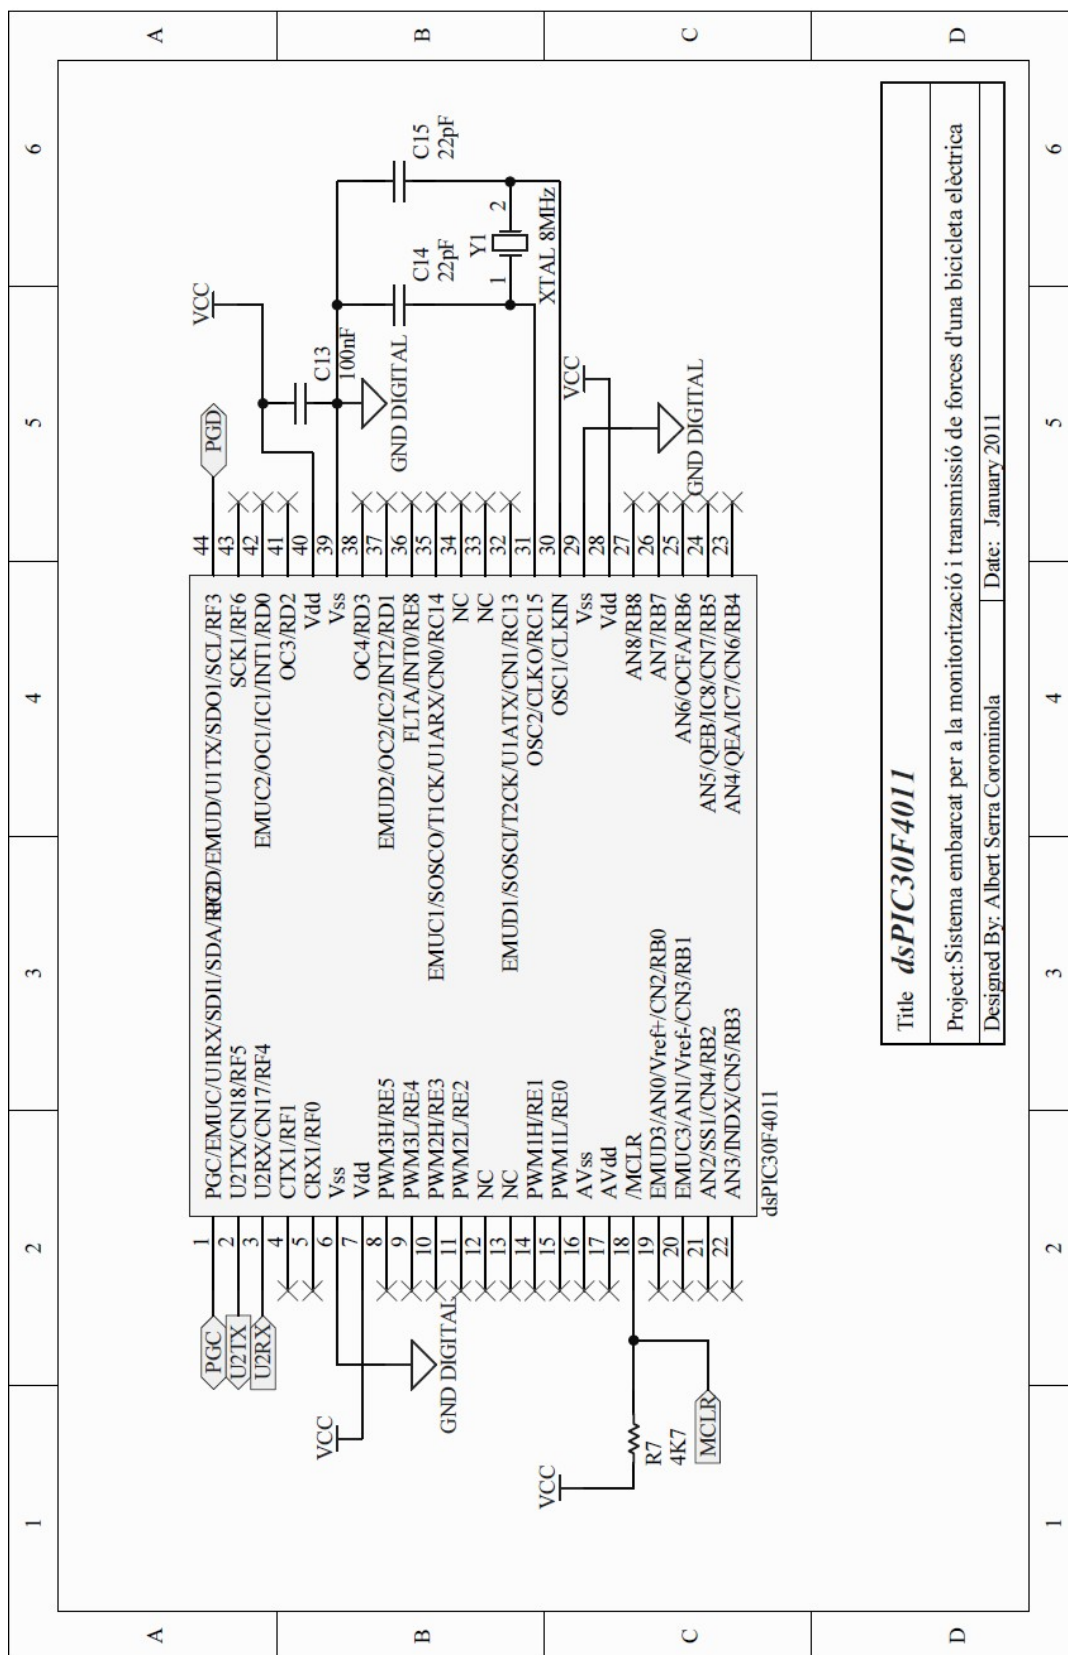 1 2 3 4 5 6
A
B
C
D
PGC
U2TX
U2RX
VCC
GND DIGITAL
VCC
R7
4K7
MCLR
1 PGC/EMUC/U1RX/SDI1/SDA/RF2
2 U2TX/CN18/RF5
3 U2RX/CN17/RF4
4 CTX1/RF1
5 CRX1/RF0
6 Vss
7 Vdd
8 PWM3H/RE5
9 PWM3L/RE4
10 PWM2H/RE3
11 PWM2L/RE2
12 NC
13 NC
14 PWM1H/RE1
15 PWM1L/RE0
16 AVss
17 AVdd
18 /MCLR
19 EMUD3/AN0/Vref+/CN2/RB0
20 EMUC3/AN1/Vref-/CN3/RB1
21 AN2/SS1/CN4/RB2
22 AN3/INDX/CN5/RB3
dsPIC30F4011
PGD/EMUD/U1TX/SDO1/SCL/RF3 44
SCK1/RF6 43
EMUC2/OC1/IC1/INT1/RD0 42
OC3/RD2 41
Vdd 40
Vss 39
OC4/RD3 38
EMUD2/OC2/IC2/INT2/RD1 37
FLTA/INT0/RE8 36
EMUC1/SOSCO/T1CK/U1ARX/CN0/RC14 35
NC 34
NC 33
EMUD1/SOSCI/T2CK/U1ATX/CN1/RC13 32
OSC2/CLKO/RC15 31
OSC1/CLKIN 30
Vss 29
Vdd 28
AN8/RB8 27
AN7/RB7 26
AN6/OCFA/RB6 25
AN5/QEB/IC8/CN7/RB5 24
AN4/QEA/IC7/CN6/RB4 23
PGD
VCC
C13
100nF
GND DIGITAL
C14
22pF
C15
22pF
Y1
1 2
XTAL 8MHz
VCC
GND DIGITAL
Title dsPIC30F4011
Project:Sistema embarcat per a la monitorització i transmissió de forces d'una bicicleta elèctrica
Designed By: Albert Serra Corominola Date: January 2011
A
B
C
D
1 2 3 4 5 6